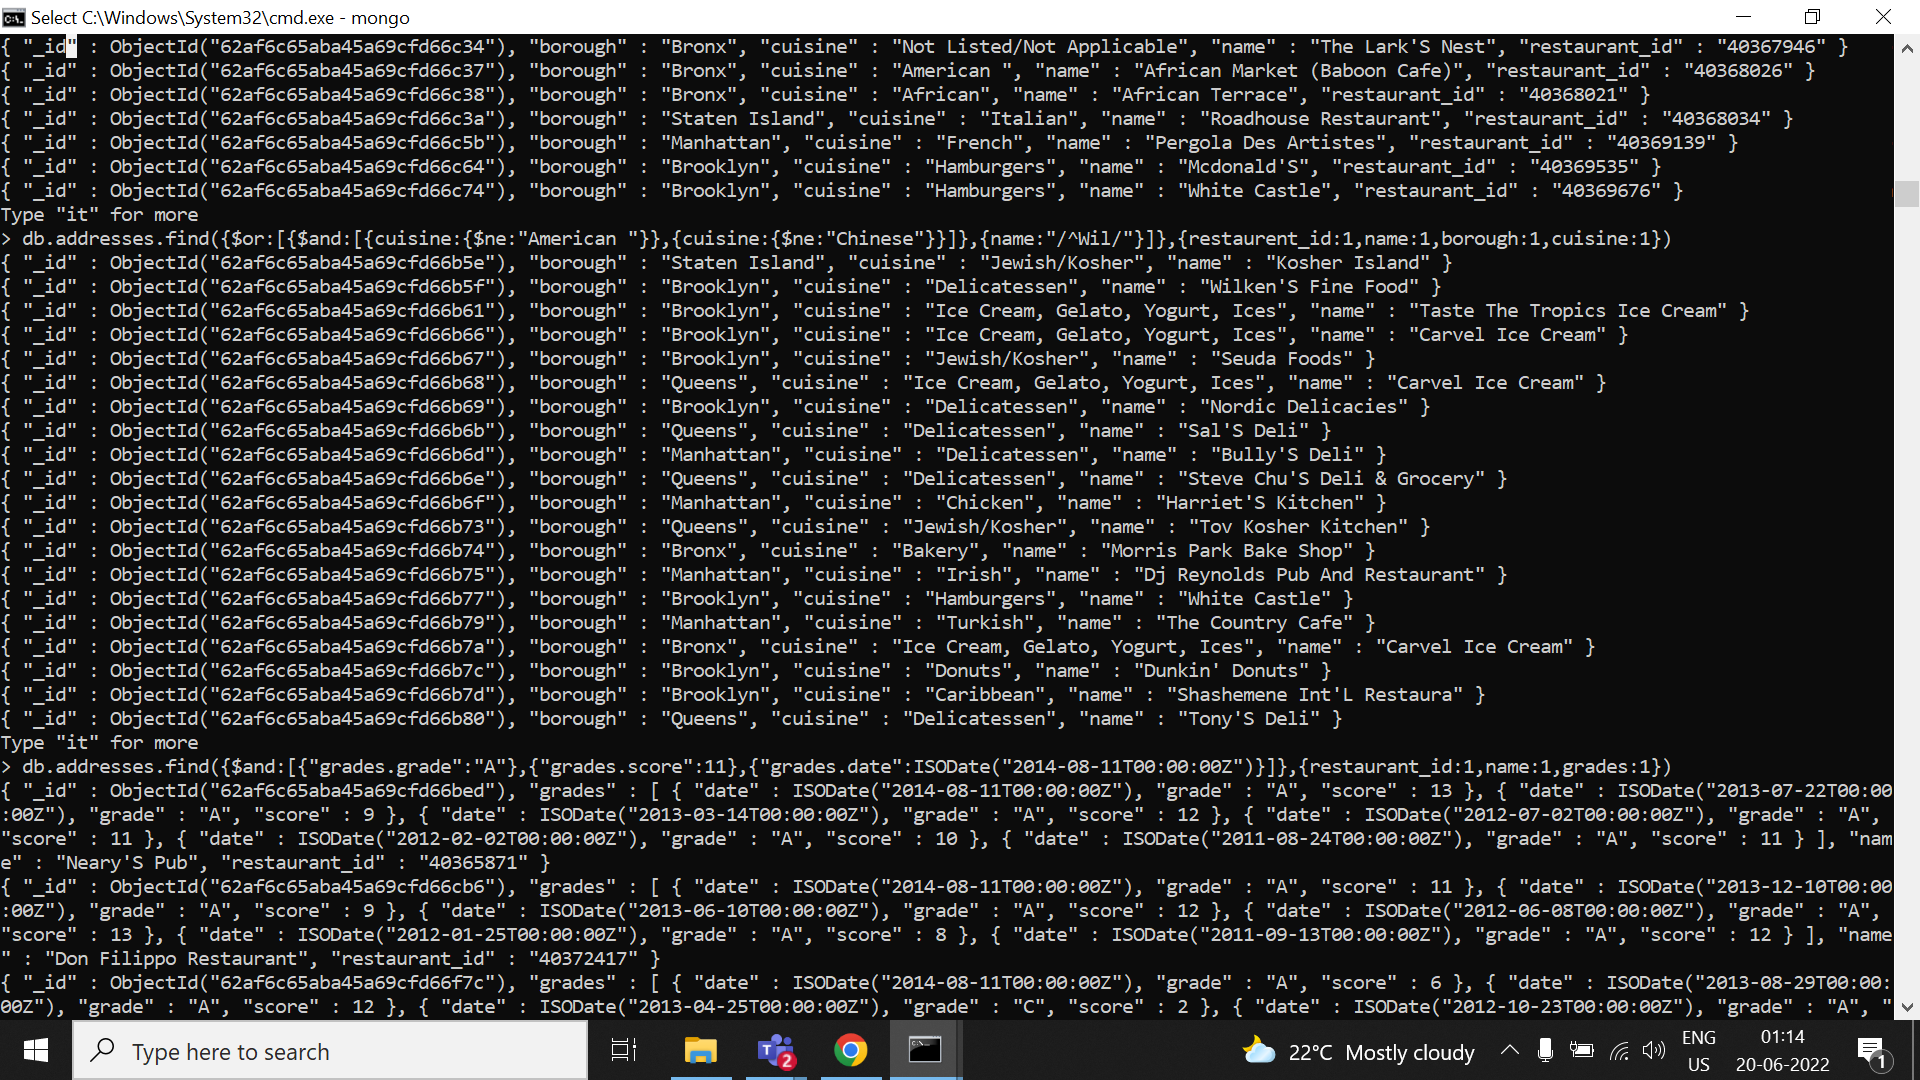 Select C:\Windows\System32\cmd.exe - mongo
{ "_id" : ObjectId("62af6c65aba45a69cfd66c34"), "borough" : "Bronx", "cuisine" : "Not Listed/Not Applicable", "name" : "The Lark'S Nest", "restaurant_id" : "40367946" }
{ "_id" : ObjectId("62af6c65aba45a69cfd66c37"), "borough" : "Bronx", "cuisine" : "American ", "name" : "African Market (Baboon Cafe)", "restaurant_id" : "40368026" }
{ "_id" : ObjectId("62af6c65aba45a69cfd66c38"), "borough" : "Bronx", "cuisine" : "African", "name" : "African Terrace", "restaurant_id" : "40368021" }
{ "_id" : ObjectId("62af6c65aba45a69cfd66c3a"), "borough" : "Staten Island", "cuisine" : "Italian", "name" : "Roadhouse Restaurant", "restaurant_id" : "40368034" }
{ "_id" : ObjectId("62af6c65aba45a69cfd66c5b"), "borough" : "Manhattan", "cuisine" : "French", "name" : "Pergola Des Artistes", "restaurant_id" : "40369139" }
{ "_id" : ObjectId("62af6c65aba45a69cfd66c64"), "borough" : "Brooklyn", "cuisine" : "Hamburgers", "name" : "Mcdonald'S", "restaurant_id" : "40369535" }
{ "_id" : ObjectId("62af6c65aba45a69cfd66c74"), "borough" : "Brooklyn", "cuisine" : "Hamburgers", "name" : "White Castle", "restaurant_id" : "40369676" }
Type "it" for more
> db.addresses.find({$or:[{$and:[{cuisine:{$ne:"American "}},{cuisine:{$ne:"Chinese"}}]},{name:"/^Wil/"}]},{restaurent_id:1,name:1,borough:1,cuisine:1})
{ "_id" : ObjectId("62af6c65aba45a69cfd66b5e"), "borough" : "Staten Island", "cuisine" : "Jewish/Kosher", "name" : "Kosher Island" }
{ "_id" : ObjectId("62af6c65aba45a69cfd66b5f"), "borough" : "Brooklyn", "cuisine" : "Delicatessen", "name" : "Wilken'S Fine Food" }
{ "_id" : ObjectId("62af6c65aba45a69cfd66b61"), "borough" : "Brooklyn", "cuisine" : "Ice Cream, Gelato, Yogurt, Ices", "name" : "Taste The Tropics Ice Cream" }
{ "_id" : ObjectId("62af6c65aba45a69cfd66b66"), "borough" : "Brooklyn", "cuisine" : "Ice Cream, Gelato, Yogurt, Ices", "name" : "Carvel Ice Cream" }
{ "_id" : ObjectId("62af6c65aba45a69cfd66b67"), "borough" : "Brooklyn", "cuisine" : "Jewish/Kosher", "name" : "Seuda Foods" }
{ "_id" : ObjectId("62af6c65aba45a69cfd66b68"), "borough" : "Queens", "cuisine" : "Ice Cream, Gelato, Yogurt, Ices", "name" : "Carvel Ice Cream" }
{ "_id" : ObjectId("62af6c65aba45a69cfd66b69"), "borough" : "Brooklyn", "cuisine" : "Delicatessen", "name" : "Nordic Delicacies" }
{ "_id" : ObjectId("62af6c65aba45a69cfd66b6b"), "borough" : "Queens", "cuisine" : "Delicatessen", "name" : "Sal'S Deli" }
{ "_id" : ObjectId("62af6c65aba45a69cfd66b6d"), "borough" : "Manhattan", "cuisine" : "Delicatessen", "name" : "Bully'S Deli" }
{ "_id" : ObjectId("62af6c65aba45a69cfd66b6e"), "borough" : "Queens", "cuisine" : "Delicatessen", "name" : "Steve Chu'S Deli & Grocery" }
{ "_id" : ObjectId("62af6c65aba45a69cfd66b6f"), "borough" : "Manhattan", "cuisine" : "Chicken", "name" : "Harriet'S Kitchen" }
{ "_id" : ObjectId("62af6c65aba45a69cfd66b73"), "borough" : "Queens", "cuisine" : "Jewish/Kosher", "name" : "Tov Kosher Kitchen" }
{ "_id" : ObjectId("62af6c65aba45a69cfd66b74"), "borough" : "Bronx", "cuisine" : "Bakery", "name" : "Morris Park Bake Shop" }
{ "_id" : ObjectId("62af6c65aba45a69cfd66b75"), "borough" : "Manhattan", "cuisine" : "Irish", "name" : "Dj Reynolds Pub And Restaurant" }
{ "_id" : ObjectId("62af6c65aba45a69cfd66b77"), "borough" : "Brooklyn", "cuisine" : "Hamburgers", "name" : "White Castle" }
{ "_id" : ObjectId("62af6c65aba45a69cfd66b79"), "borough" : "Manhattan", "cuisine" : "Turkish", "name" : "The Country Cafe" }
{ "_id" : ObjectId("62af6c65aba45a69cfd66b7a"), "borough" : "Bronx", "cuisine" : "Ice Cream, Gelato, Yogurt, Ices", "name" : "Carvel Ice Cream" }
{ "_id" : ObjectId("62af6c65aba45a69cfd66b7c"), "borough" : "Brooklyn", "cuisine" : "Donuts", "name" : "Dunkin' Donuts" }
{ "_id" : ObjectId("62af6c65aba45a69cfd66b7d"), "borough" : "Brooklyn", "cuisine" : "Caribbean", "name" : "Shashemene Int'L Restaura" }
{ "_id" : ObjectId("62af6c65aba45a69cfd66b80"), "borough" : "Queens", "cuisine" : "Delicatessen", "name" : "Tony'S Deli" }
Type "it" for more
> db.addresses.find({$and:[{"grades.grade":"A"},{"grades.score":11},{"grades.date":ISODate("2014-08-11T00:00:00Z")}]},{restaurant_id:1,name:1,grades:1})
{ "_id" : ObjectId("62af6c65aba45a69cfd66bed"), "grades" : [ { "date" : ISODate("2014-08-11T00:00:00Z"), "grade" : "A", "score" : 13 }, { "date" : ISODate("2013-07-22T00:00
:00Z"), "grade" : "A", "score" : 9 }, { "date" : ISODate("2013-03-14T00:00:00Z"), "grade" : "A", "score" : 12 }, { "date" : ISODate("2012-07-02T00:00:00Z"), "grade" : "A",
"score" : 11 }, { "date" : ISODate("2012-02-02T00:00:00Z"), "grade" : "A", "score" : 10 }, { "date" : ISODate("2011-08-24T00:00:00Z"), "grade" : "A", "score" : 11 } ], "nam
e" : "Neary'S Pub", "restaurant_id" : "40365871" }
{ "_id" : ObjectId("62af6c65aba45a69cfd66cb6"), "grades" : [ { "date" : ISODate("2014-08-11T00:00:00Z"), "grade" : "A", "score" : 11 }, { "date" : ISODate("2013-12-10T00:00
:00Z"), "grade" : "A", "score" : 9 }, { "date" : ISODate("2013-06-10T00:00:00Z"), "grade" : "A", "score" : 12 }, { "date" : ISODate("2012-06-08T00:00:00Z"), "grade" : "A",
"score" : 13 }, { "date" : ISODate("2012-01-25T00:00:00Z"), "grade" : "A", "score" : 8 }, { "date" : ISODate("2011-09-13T00:00:00Z"), "grade" : "A", "score" : 12 } ], "name
" : "Don Filippo Restaurant", "restaurant_id" : "40372417" }
{ "_id" : ObjectId("62af6c65aba45a69cfd66f7c"), "grades" : [ { "date" : ISODate("2014-08-11T00:00:00Z"), "grade" : "A", "score" : 6 }, { "date" : ISODate("2013-08-29T00:00:
00Z"), "grade" : "A", "score" : 12 }, { "date" : ISODate("2013-04-25T00:00:00Z"), "grade" : "C", "score" : 2 }, { "date" : ISODate("2012-10-23T00:00:00Z"), "grade" : "A", "
Type here to search
2
22°C Mostly cloudy
ENG
US
01:14
20-06-2022
1